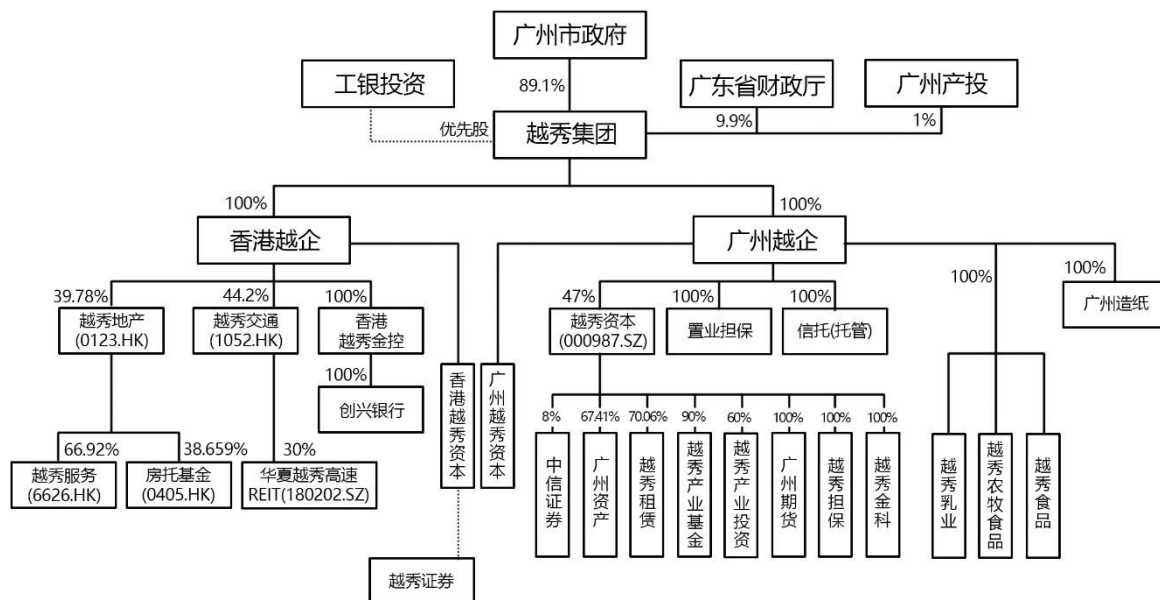 广州市政府
工银投资
89.1%
广东省财政厅
广州产投
优先股
越秀集团
9.9%
1%
100%
100%
香港越企
广州越企
39.78%
44.2%
100%
47%
100%
100%
100%
100%
越秀地产
(0123.HK)
越秀交通
(1052.HK)
香港
越秀金控
越秀资本
(000987.SZ)
置业担保
信托(托管)
广州造纸
100%
创兴银行
香港越秀资本
广州越秀资本
66.92%
38.659%
30%
越秀服务
(6626.HK)
房托基金
(0405.HK)
华夏越秀高速
REIT(180202.SZ)
8%
67.41%
70.06%
90%
60%
100%
100%
100%
中信证券
广州资产
越秀租赁
越秀产业基金
越秀产业投资
广州期货
越秀担保
越秀金科
越秀乳业
越秀农牧食品
越秀食品
越秀证券